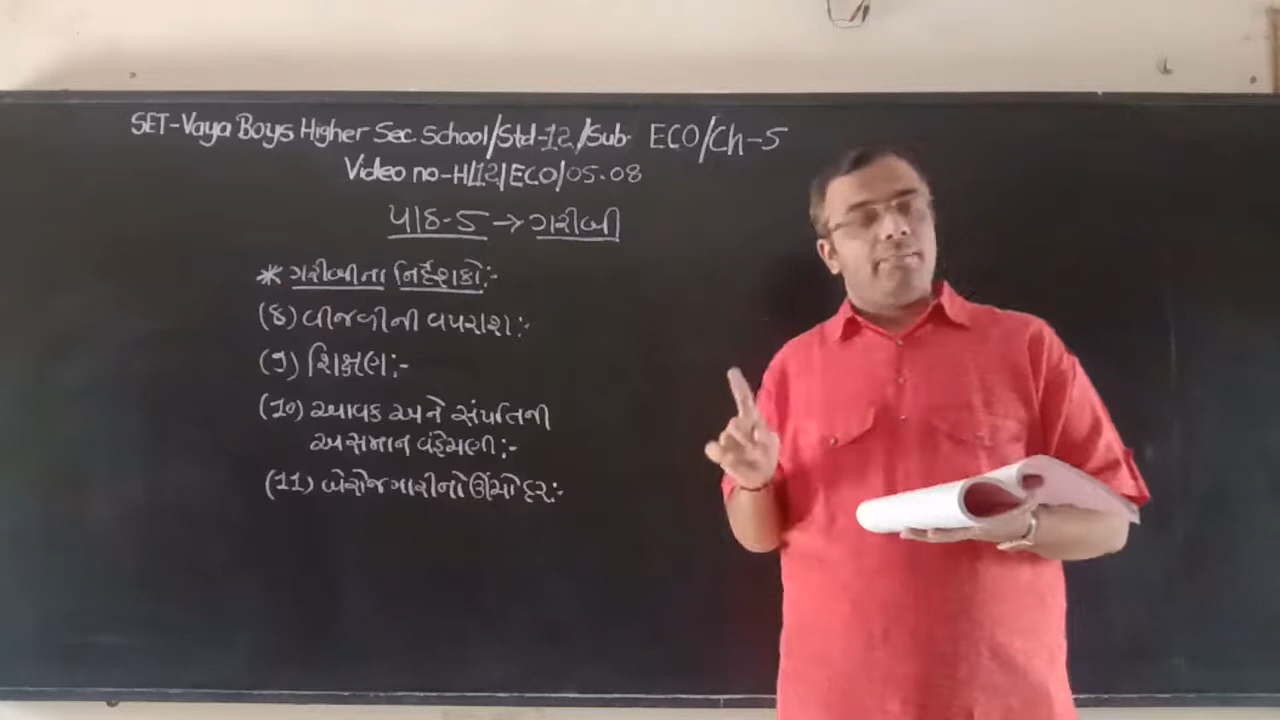 SET-Vaya Boys Higher Sec. School/Std-12/Sub- ECO/Ch-5
Video no-H/12/ECO/05.08
પાઠ-5 → ગરીબી
* ગરીબીના નિર્દેશકો:-
(8) વીજળીની વપરાશ:-
(9) શિક્ષણ:-
(10) આવક અને સંપતિની
અસમાન વહેંચણી:-
(11) બેરોજગારીનો ઊંચો દર:-